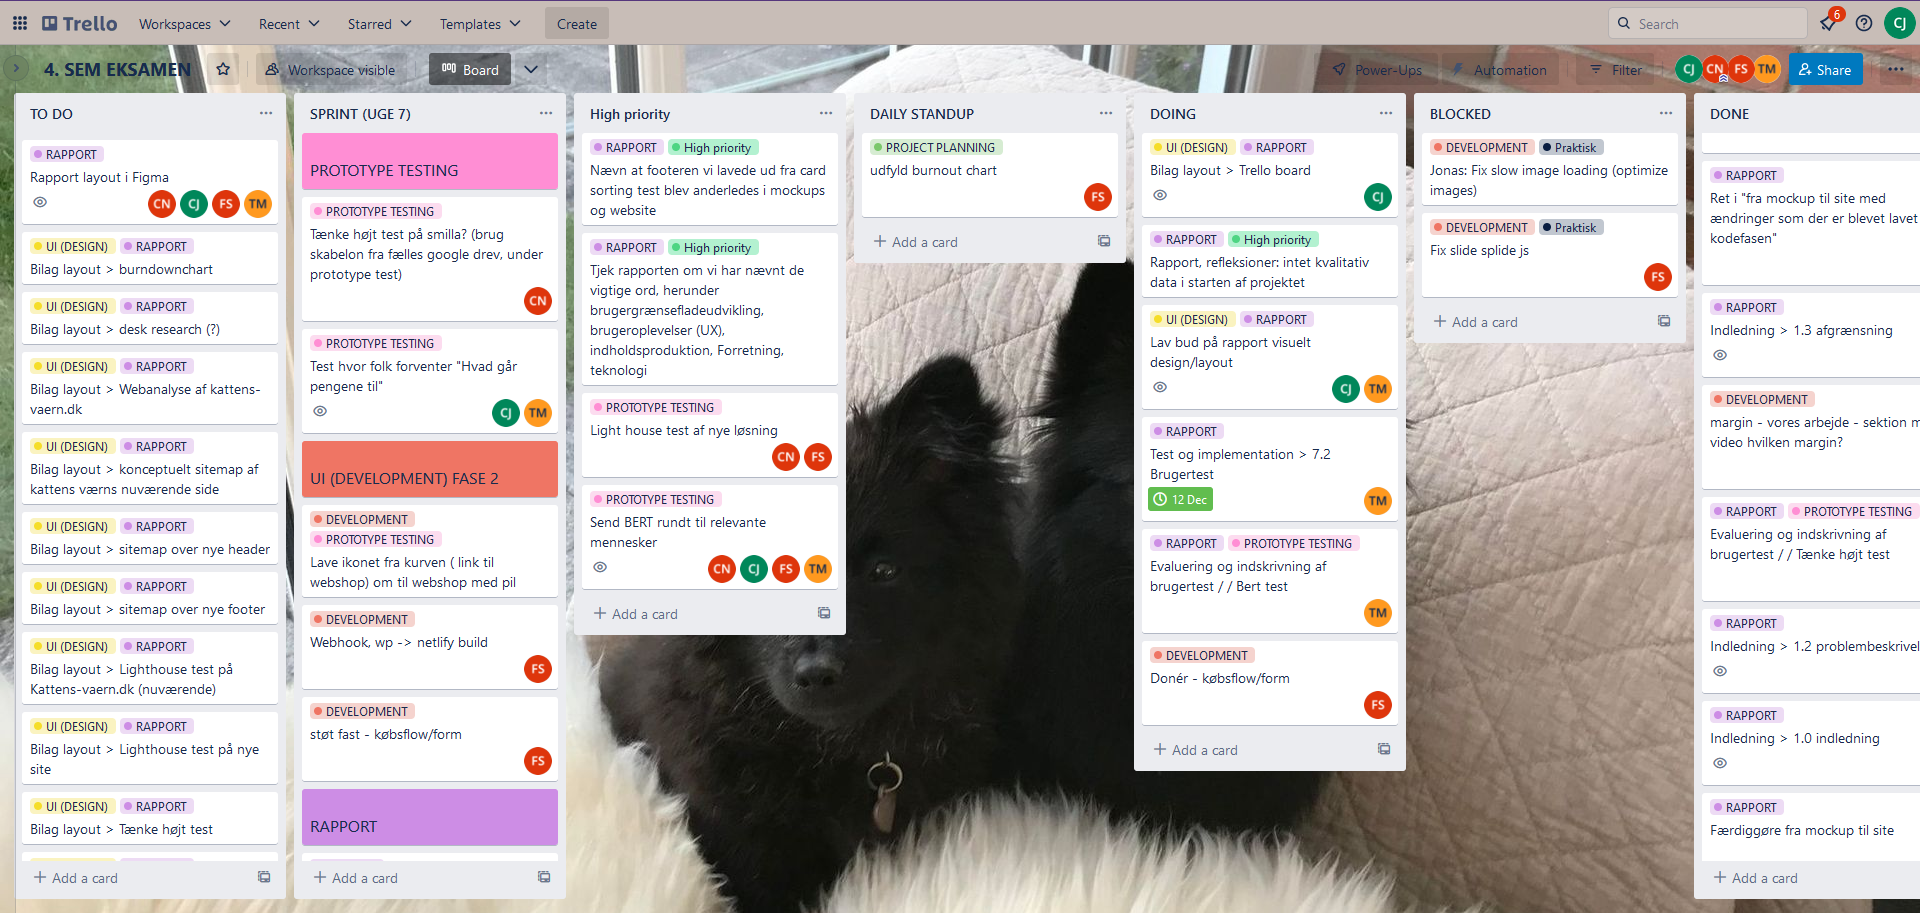 Trello
Workspaces
Recent
Starred
Templates
Create
Search
6
CJ
4. SEM EKSAMEN
Workspace visible
Board
Power-Ups
Automation
Filter
CJ
CN
FS
TM
Share
TO DO
RAPPORT
Rapport layout i Figma
CN CJ FS TM
UI (DESIGN) RAPPORT
Bilag layout > burndownchart
UI (DESIGN) RAPPORT
Bilag layout > desk research (?)
UI (DESIGN) RAPPORT
Bilag layout > Webanalyse af kattens-
vaern.dk
UI (DESIGN) RAPPORT
Bilag layout > konceptuelt sitemap af
kattens værns nuværende side
UI (DESIGN) RAPPORT
Bilag layout > sitemap over nye header
UI (DESIGN) RAPPORT
Bilag layout > sitemap over nye footer
UI (DESIGN) RAPPORT
Bilag layout > Lighthouse test på
Kattens-vaern.dk (nuværende)
UI (DESIGN) RAPPORT
Bilag layout > Lighthouse test på nye
site
UI (DESIGN) RAPPORT
Bilag layout > Tænke højt test
Add a card
SPRINT (UGE 7)
PROTOTYPE TESTING
PROTOTYPE TESTING
Tænke højt test på smilla? (brug
skabelon fra fælles google drev, under
prototype test)
CN
PROTOTYPE TESTING
Test hvor folk forventer "Hvad går
pengene til"
CJ TM
UI (DEVELOPMENT) FASE 2
DEVELOPMENT
PROTOTYPE TESTING
Lave ikonet fra kurven ( link til
webshop) om til webshop med pil
DEVELOPMENT
Webhook, wp -> netlify build
FS
DEVELOPMENT
støt fast - købsflow/form
FS
RAPPORT
Add a card
High priority
RAPPORT High priority
Nævn at footeren vi lavede ud fra card
sorting test blev anderledes i mockups
og website
RAPPORT High priority
Tjek rapporten om vi har nævnt de
vigtige ord, herunder
brugergrænsefladeudvikling,
brugeroplevelser (UX),
indholdsproduktion, Forretning,
teknologi
PROTOTYPE TESTING
Light house test af nye løsning
CN FS
PROTOTYPE TESTING
Send BERT rundt til relevante
mennesker
CN CJ FS TM
Add a card
DAILY STANDUP
PROJECT PLANNING
udfyld burnout chart
FS
Add a card
DOING
UI (DESIGN) RAPPORT
Bilag layout > Trello board
CJ
RAPPORT High priority
Rapport, refleksioner: intet kvalitativ
data i starten af projektet
UI (DESIGN) RAPPORT
Lav bud på rapport visuelt
design/layout
CJ TM
RAPPORT
Test og implementation > 7.2
Brugertest
12 Dec
TM
RAPPORT PROTOTYPE TESTING
Evaluering og indskrivning af
brugertest / / Bert test
TM
DEVELOPMENT
Donér - købsflow/form
FS
Add a card
BLOCKED
DEVELOPMENT Praktisk
Jonas: Fix slow image loading (optimize
images)
DEVELOPMENT Praktisk
Fix slide splide js
FS
Add a card
DONE
RAPPORT
Ret i "fra mockup til site med
ændringer som der er blevet lavet
kodefasen"
RAPPORT
Indledning > 1.3 afgrænsning
DEVELOPMENT
margin - vores arbejde - sektion m
video hvilken margin?
RAPPORT PROTOTYPE TESTING
Evaluering og indskrivning af
brugertest / / Tænke højt test
RAPPORT
Indledning > 1.2 problembeskrivel
RAPPORT
Indledning > 1.0 indledning
RAPPORT
Færdiggøre fra mockup til site
Add a card